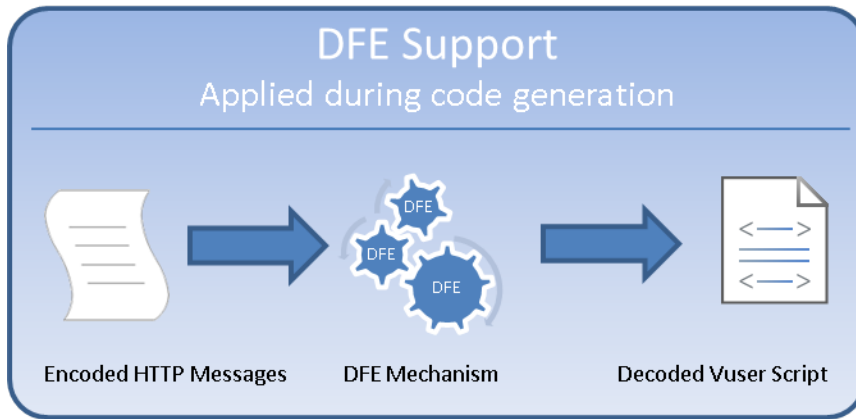 DFE Support
Applied during code generation
DFE
DFE
DFE
Encoded HTTP Messages
DFE Mechanism
Decoded Vuser Script